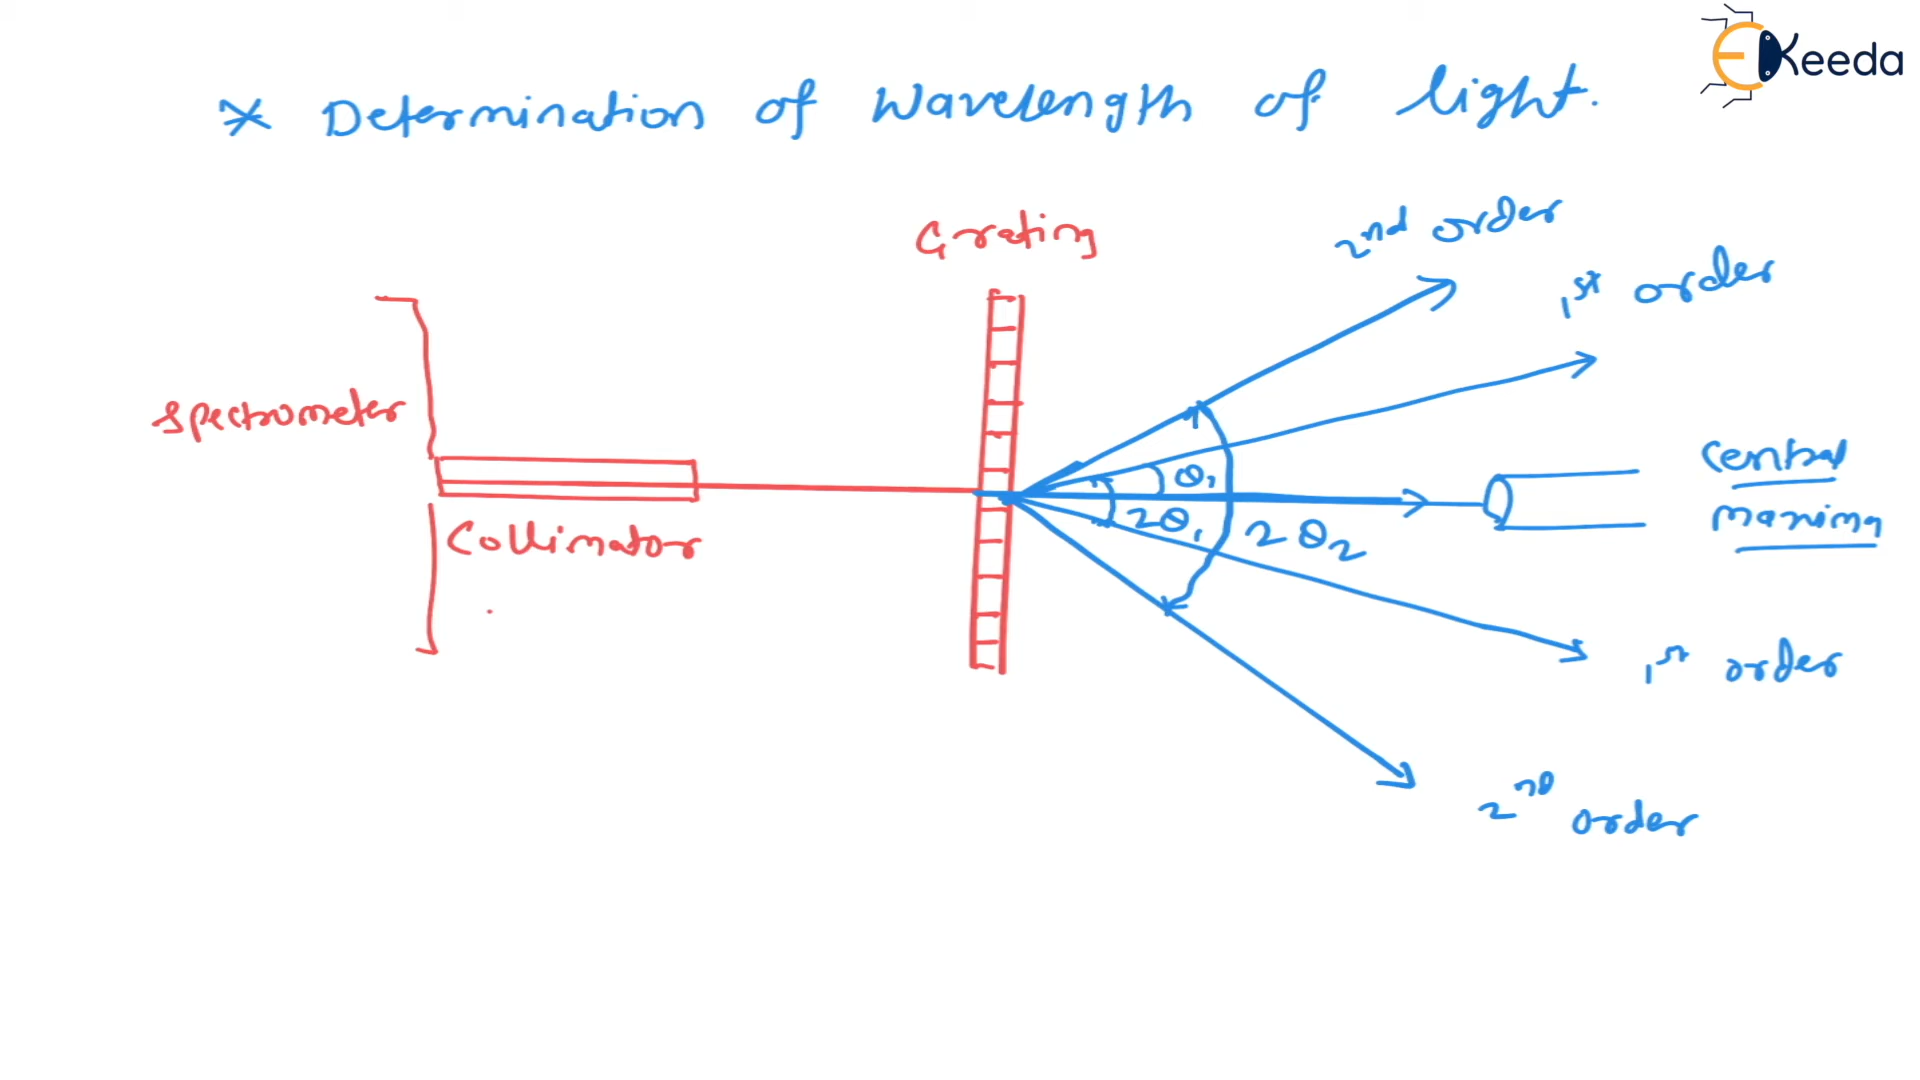 EKeeda
* Determination of Wavelength of light.
Grating
2nd order
1st order
Spectrometer
Central
maxima
θ1
2θ1
2θ2
Collimator
1st order
2nd order